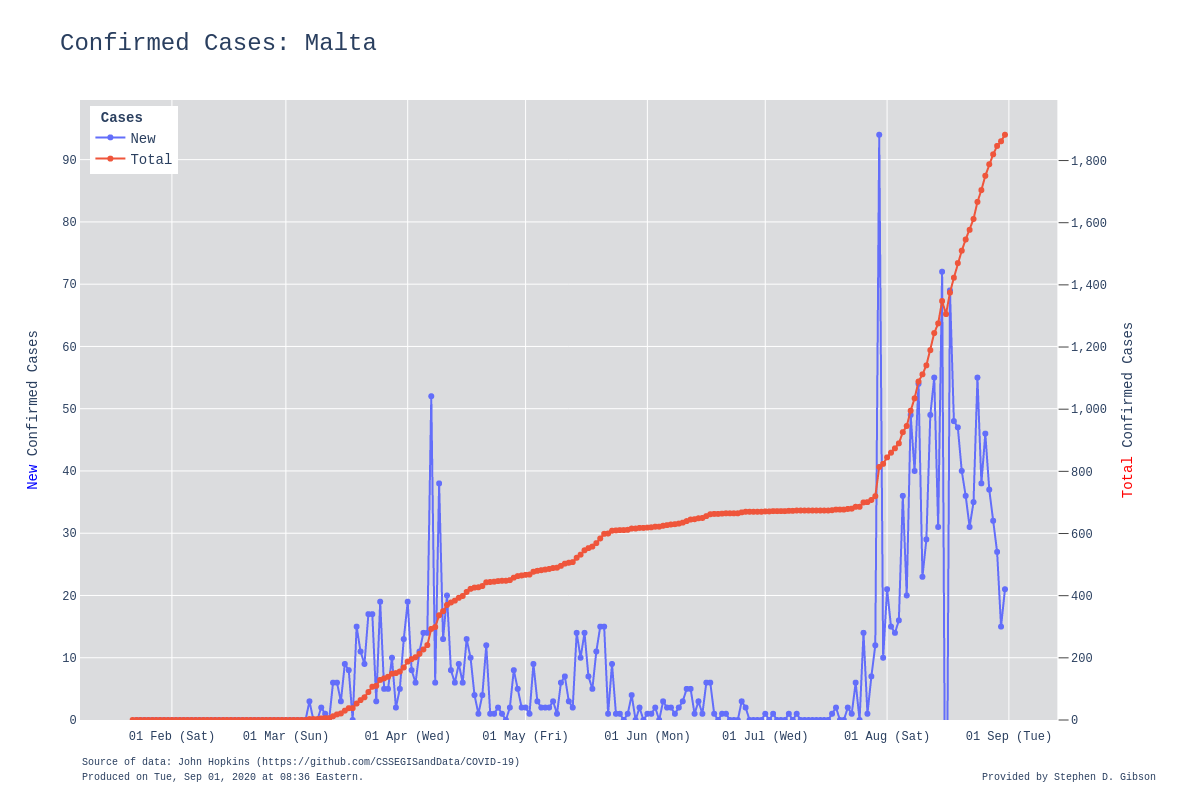 Confirmed Cases: Malta
Cases
New
Total
90
80
70
60
50
40
30
20
10
0
1,800
1,600
1,400
1,200
1,000
800
600
400
200
0
New Confirmed Cases
Total Confirmed Cases
01 Feb (Sat)
01 Mar (Sun)
01 Apr (Wed)
01 May (Fri)
01 Jun (Mon)
01 Jul (Wed)
01 Aug (Sat)
01 Sep (Tue)
Source of data: John Hopkins (https://github.com/CSSEGISandData/COVID-19)
Produced on Tue, Sep 01, 2020 at 08:36 Eastern.
Provided by Stephen D. Gibson